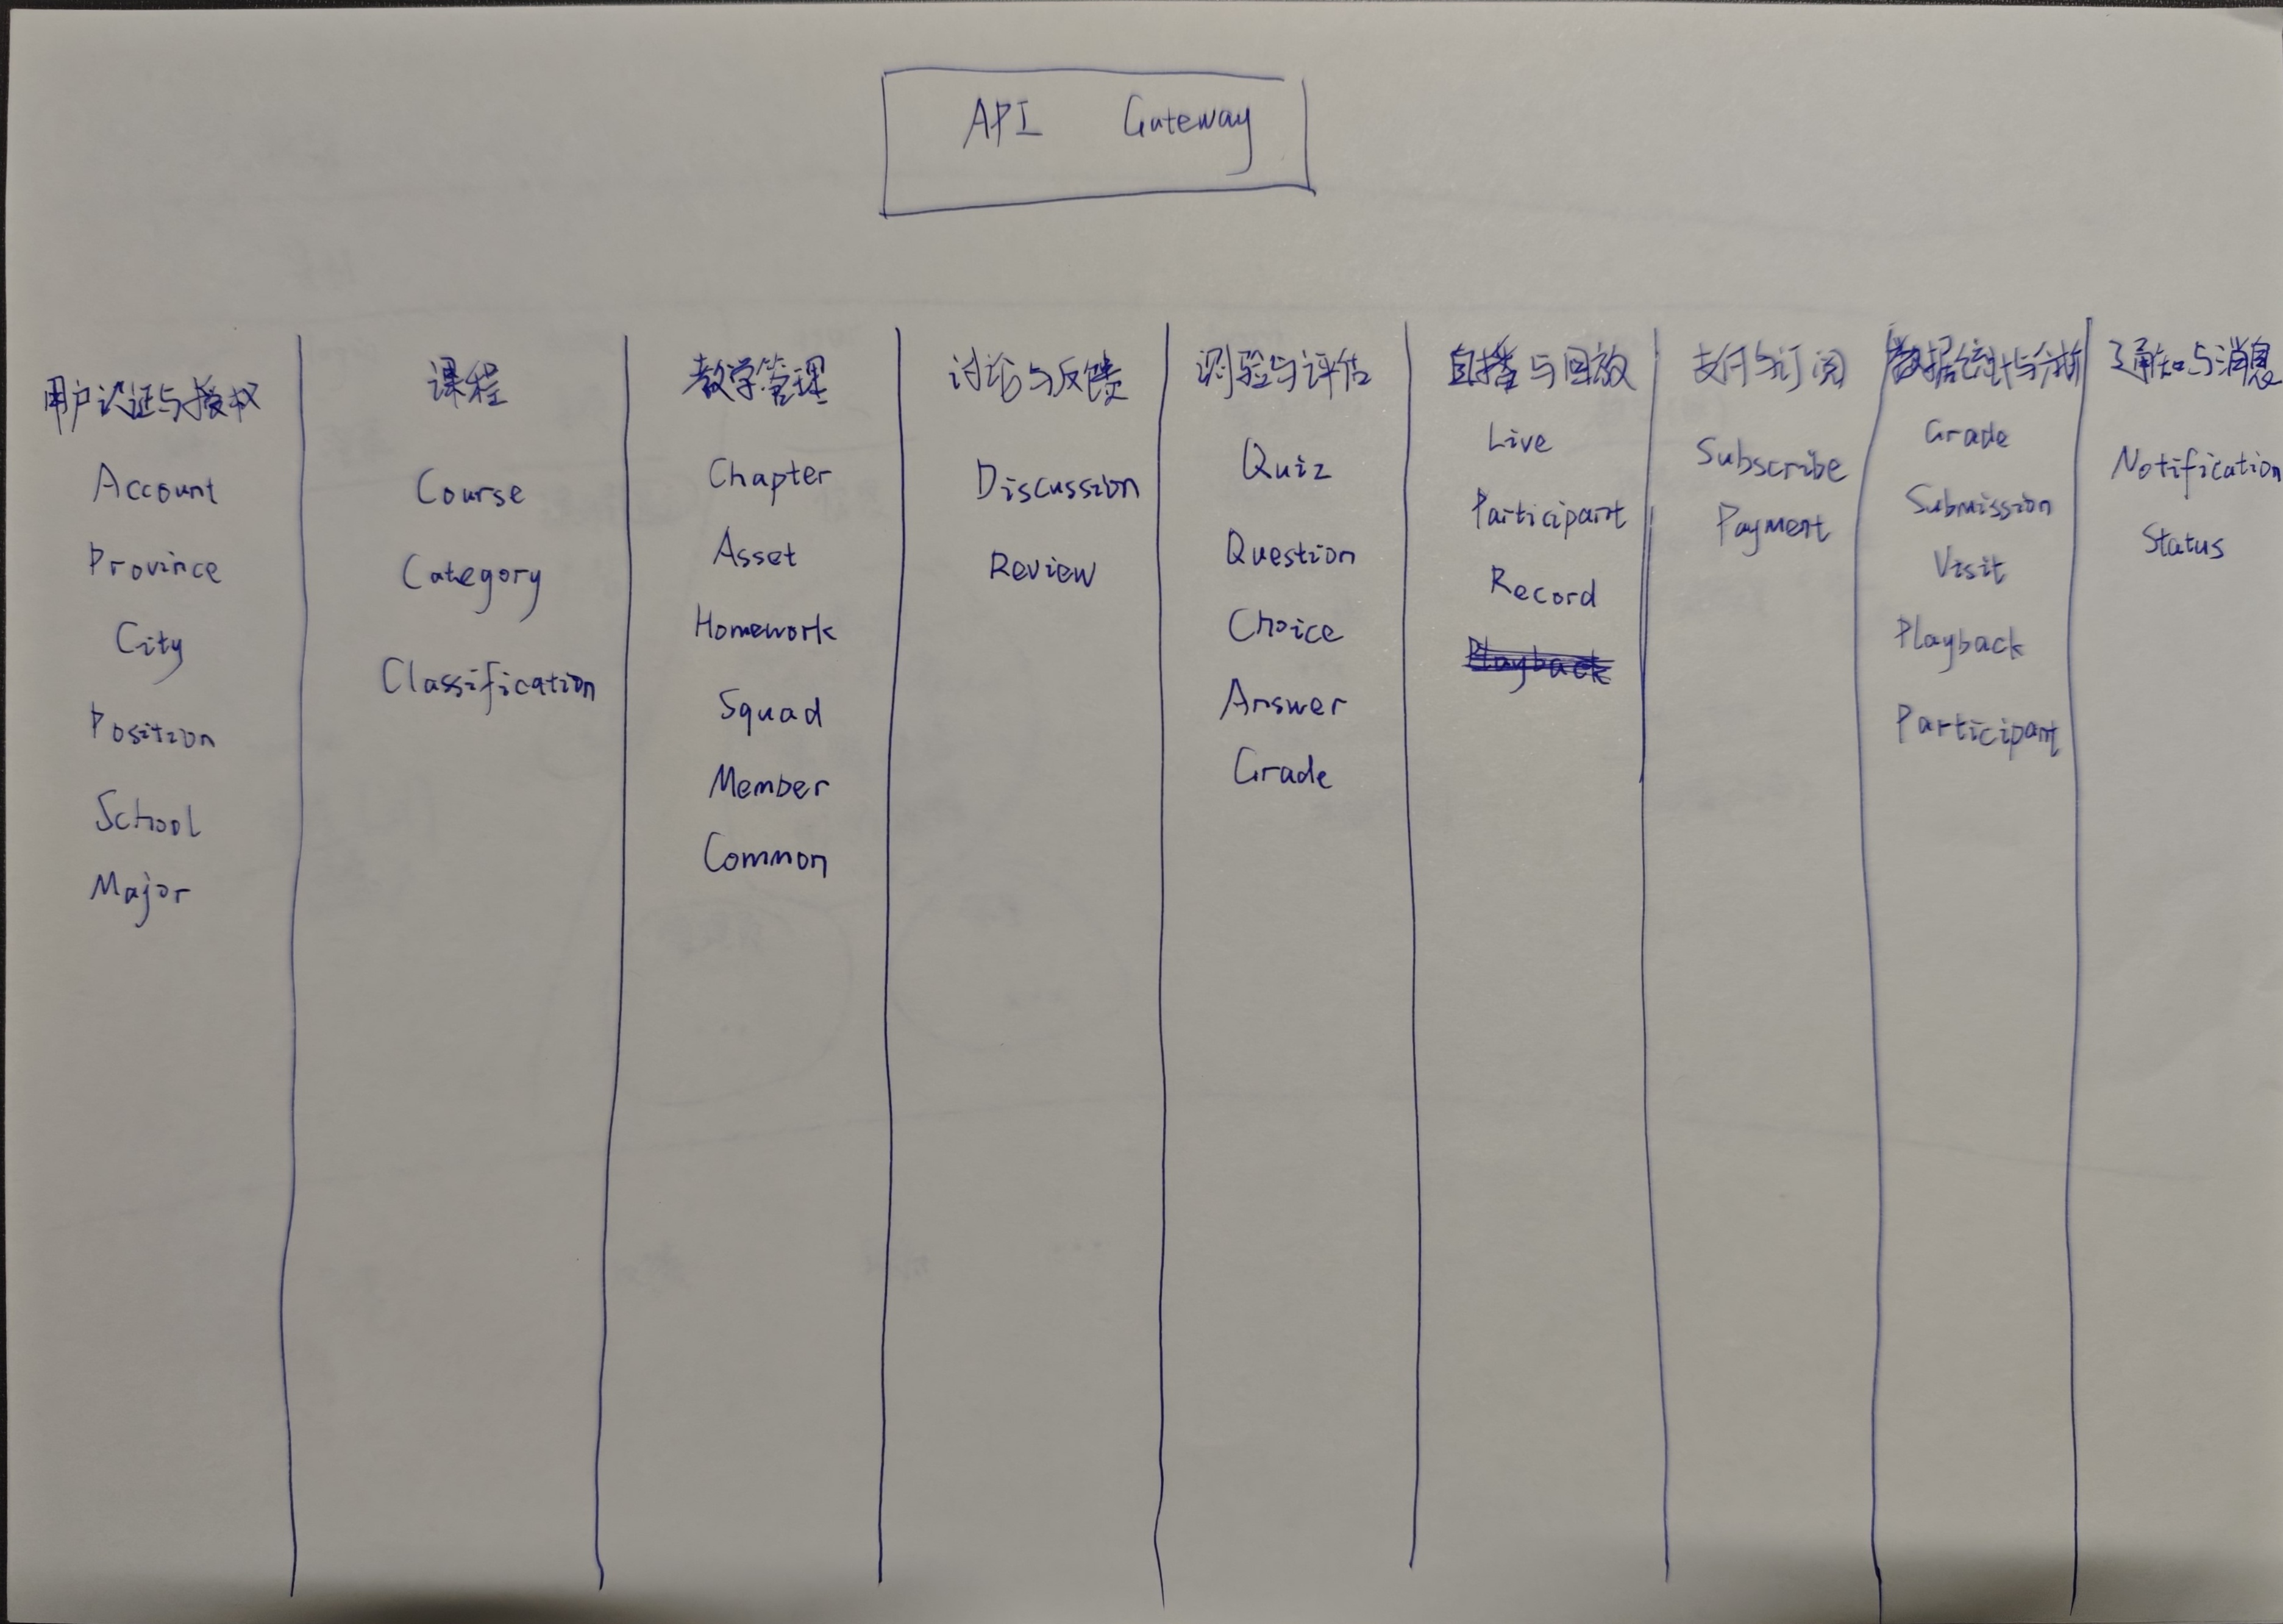 API Gateway
用户认证与授权
Account
Province
City
Position
School
Major
课程
Course
Category
Classification
教学管理
Chapter
Asset
Homework
Squad
Member
Common
讨论与反馈
Discussion
Review
测验与评估
Quiz
Question
Choice
Answer
Grade
直播与回放
Live
Participant
Record
Playback
支付与订阅
Subscribe
Payment
数据统计与分析
Grade
Submission
Visit
Playback
Participant
通知与消息
Notification
Status